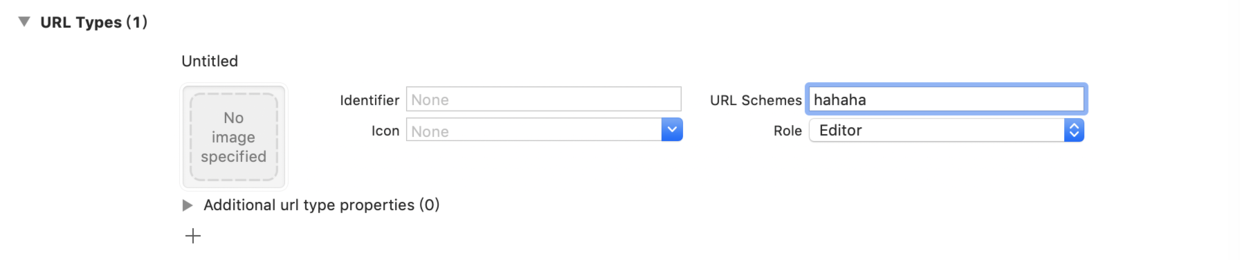 URL Types (1)
Untitled
No
image
specified
Identifier None
URL Schemes hahaha
Icon None
Role Editor
Additional url type properties (0)